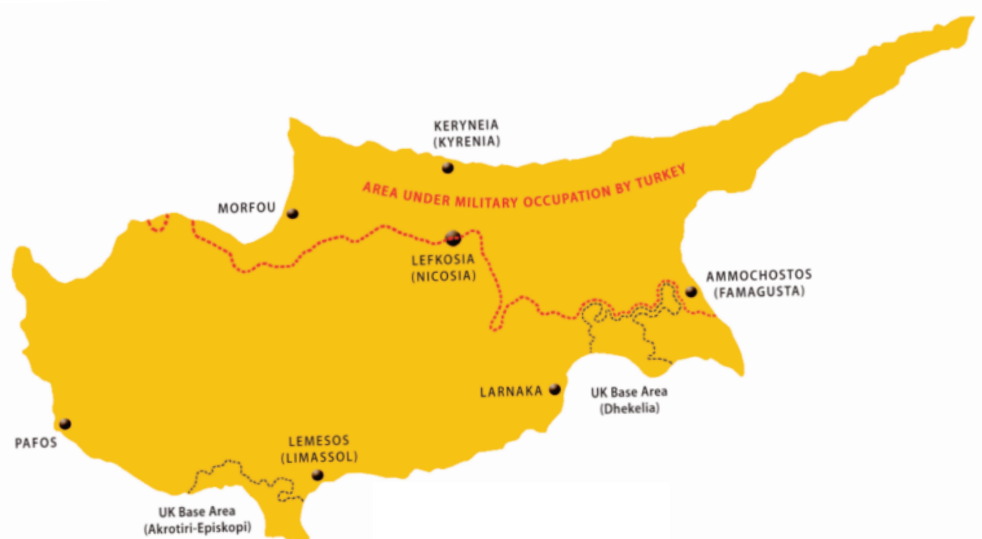 KERYNEIA
(KYRENIA)
AREA UNDER MILITARY OCCUPATION BY TURKEY
MORFOU
LEFKOSIA
(NICOSIA)
AMMOCHOSTOS
(FAMAGUSTA)
LARNAKA
UK Base Area
(Dhekelia)
PAFOS
LEMESOS
(LIMASSOL)
UK Base Area
(Akrotiri-Episkopi)